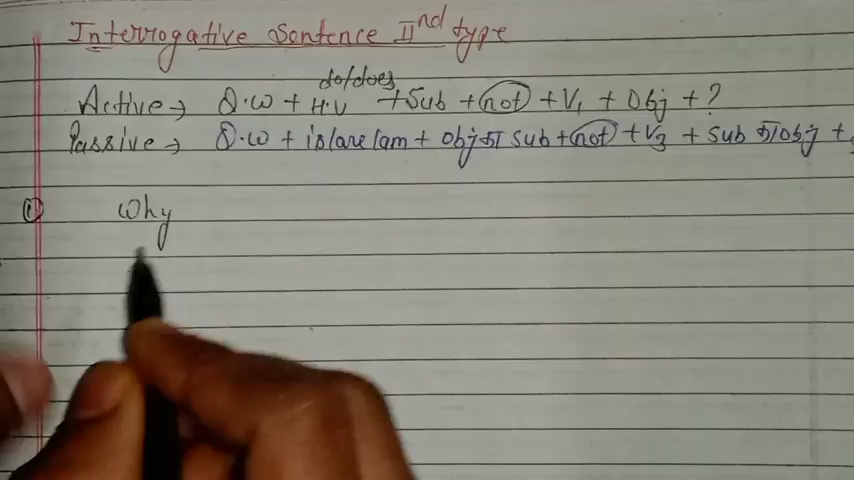 Interrogative Sentence IInd type
do/does
Active → Q.W + H.V + Sub + not + V1 + Obj + ?
Passive → Q.W + is/are/am + Obj का Sub + not + V3 + Sub का Obj +
① Why